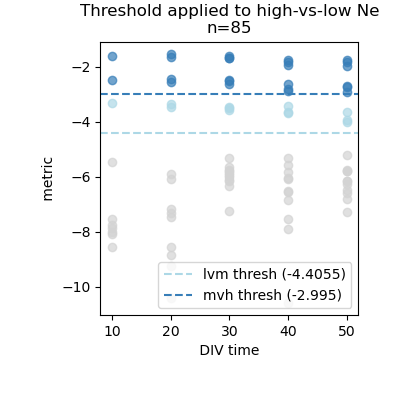 Threshold applied to high-vs-low Ne
n=85
metric
−2
−4
−6
−8
−10
lvm thresh (-4.4055)
mvh thresh (-2.995)
10 20 30 40 50
DIV time